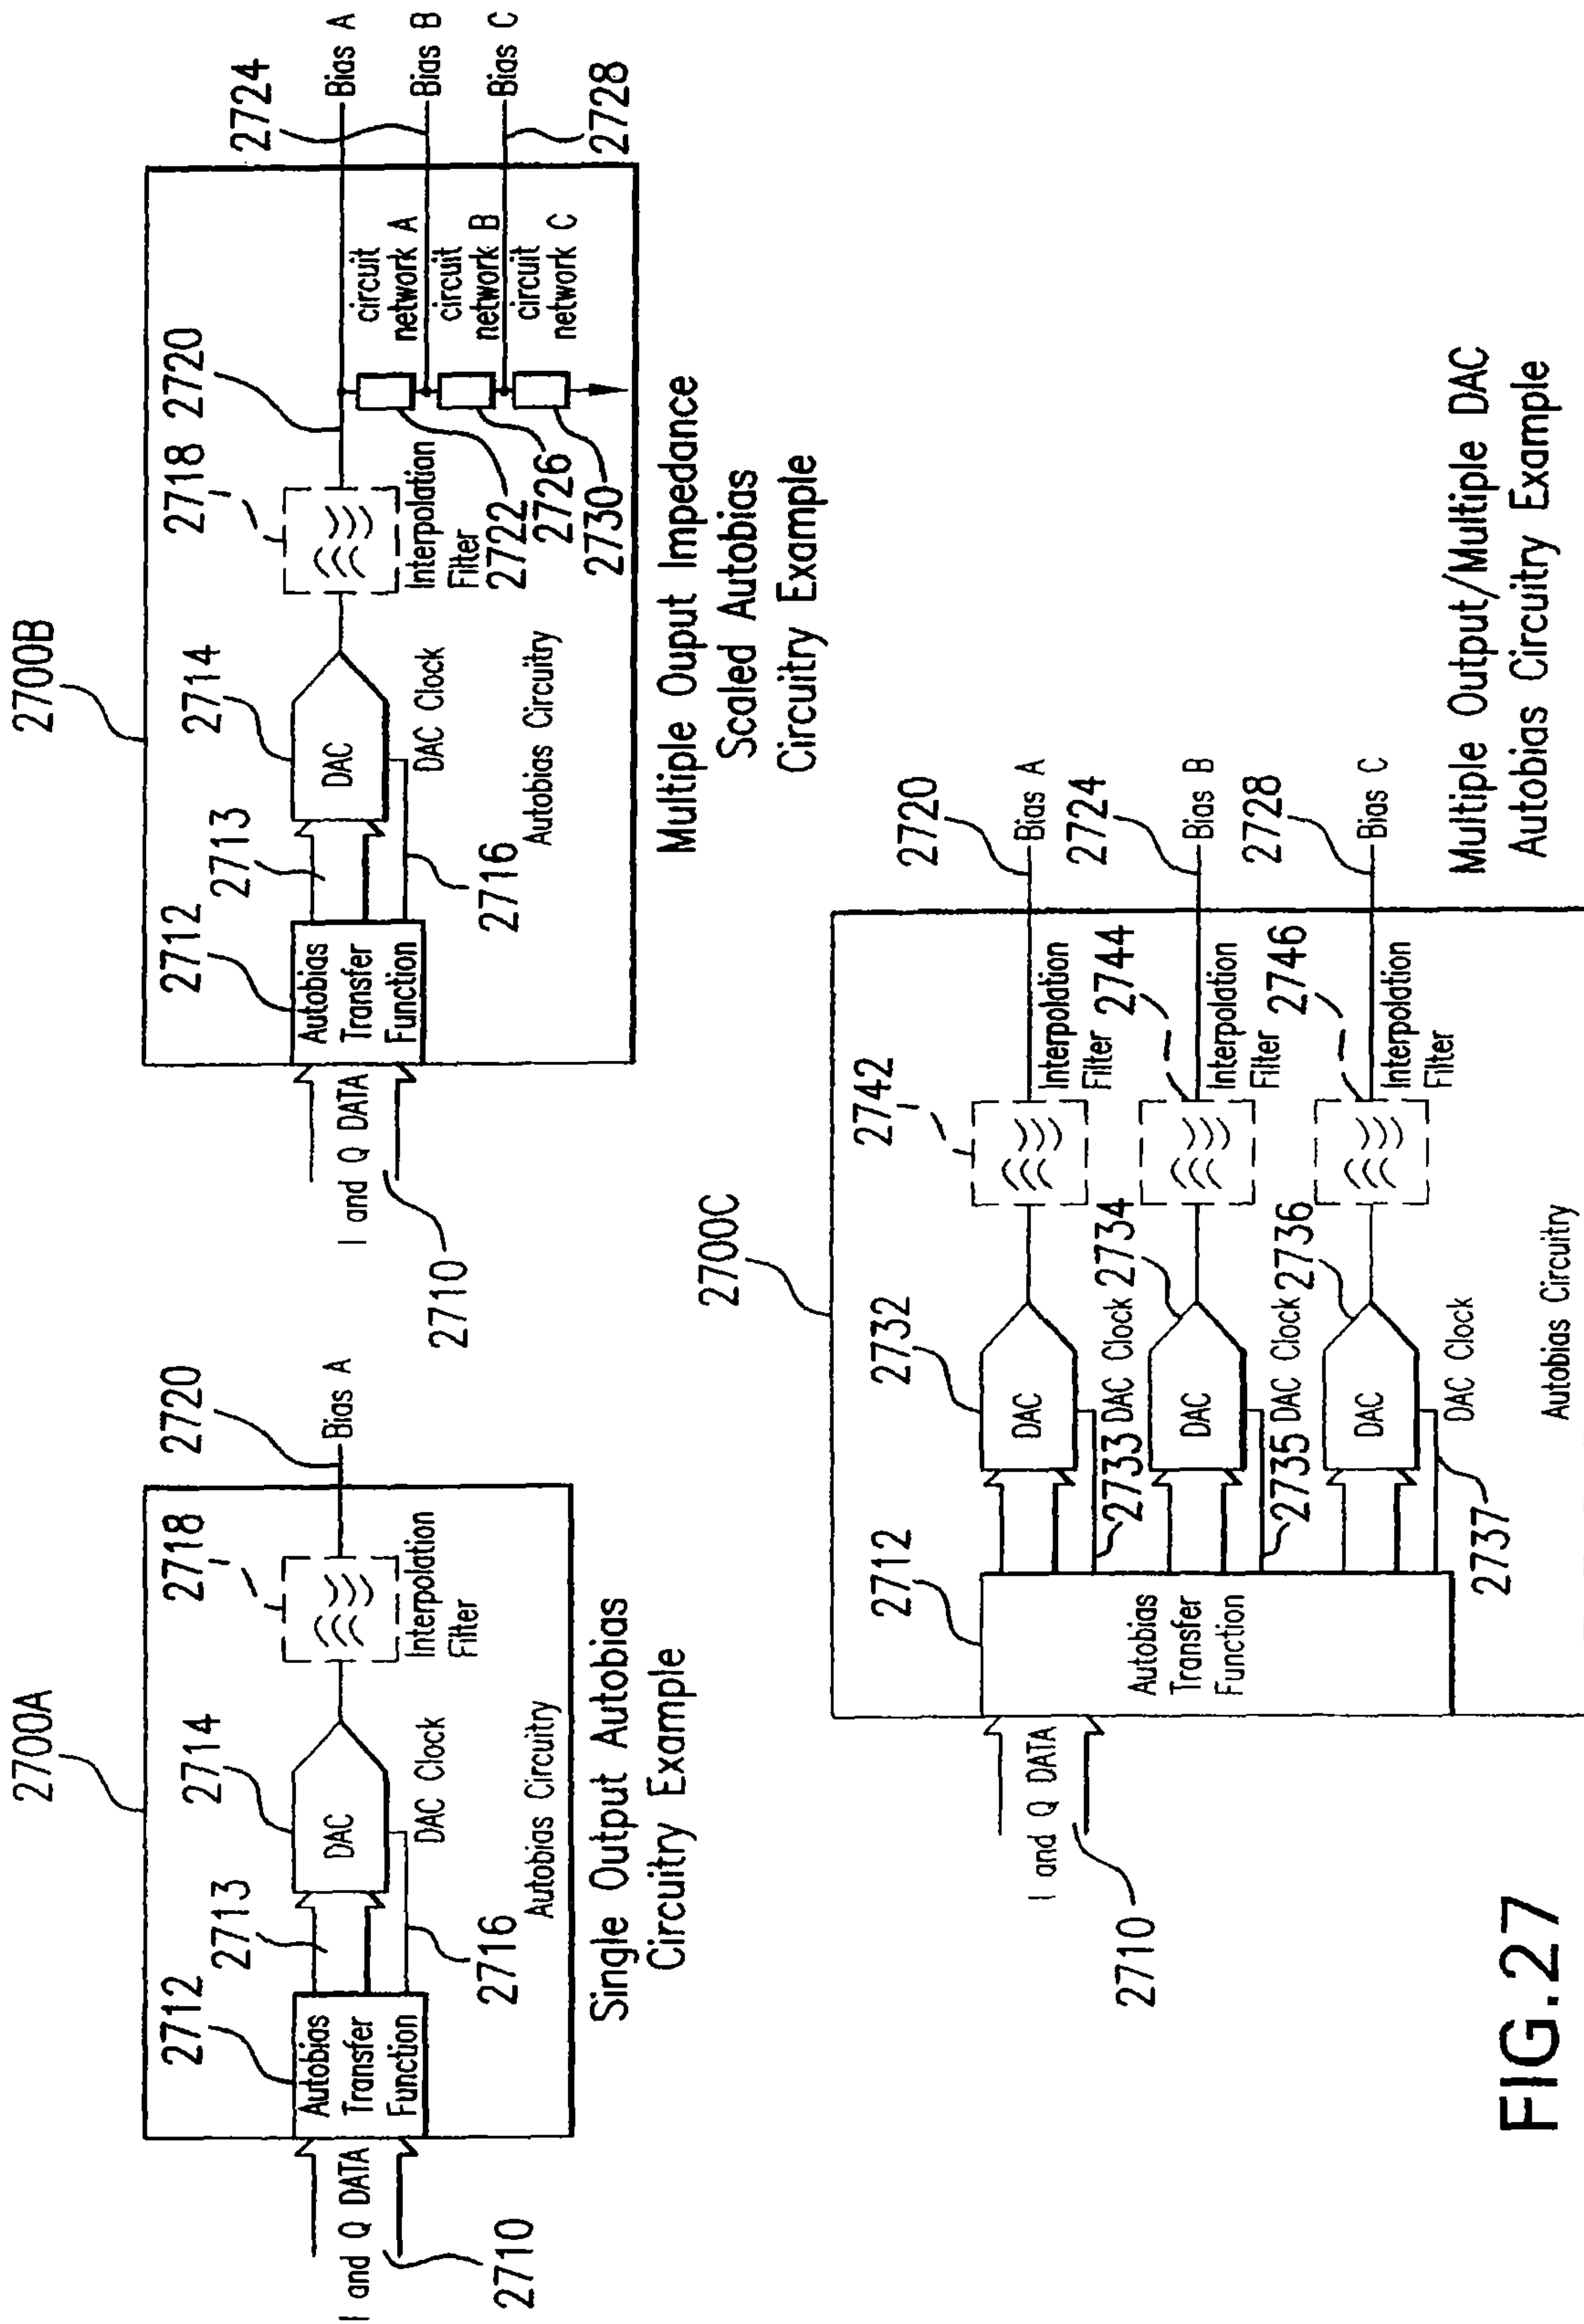 2700A
2712
2713
2714
2718
2720
I and Q DATA
Autobias
Transfer
Function
DAC
Bias A
DAC Clock
Interpolation
Filter
2710
2716
Autobias Circuitry
Single Output Autobias
Circuitry Example
2700B
2712
2713
2714
2718
2720
2724
I and Q DATA
Autobias
Transfer
Function
DAC
Bias A
DAC Clock
Interpolation
Filter
circuit
network A
Bias B
circuit
network B
Bias C
circuit
network C
2710
2716
2722
2726
2730
2728
Autobias Circuitry
Multiple Ouput Impedance
Scaled Autobias
Circuitry Example
2700C
2712
2732
2742
2720
DAC
Bias A
I and Q DATA
2733
DAC Clock
2734
Interpolation
Filter
2744
2724
Autobias
Transfer
Function
DAC
Bias B
2710
2735
DAC Clock
2736
Interpolation
Filter
2746
2728
DAC
Bias C
2737
DAC Clock
Interpolation
Filter
Autobias Circuitry
Multiple Output/Multiple DAC
Autobias Circuitry Example
FIG.27